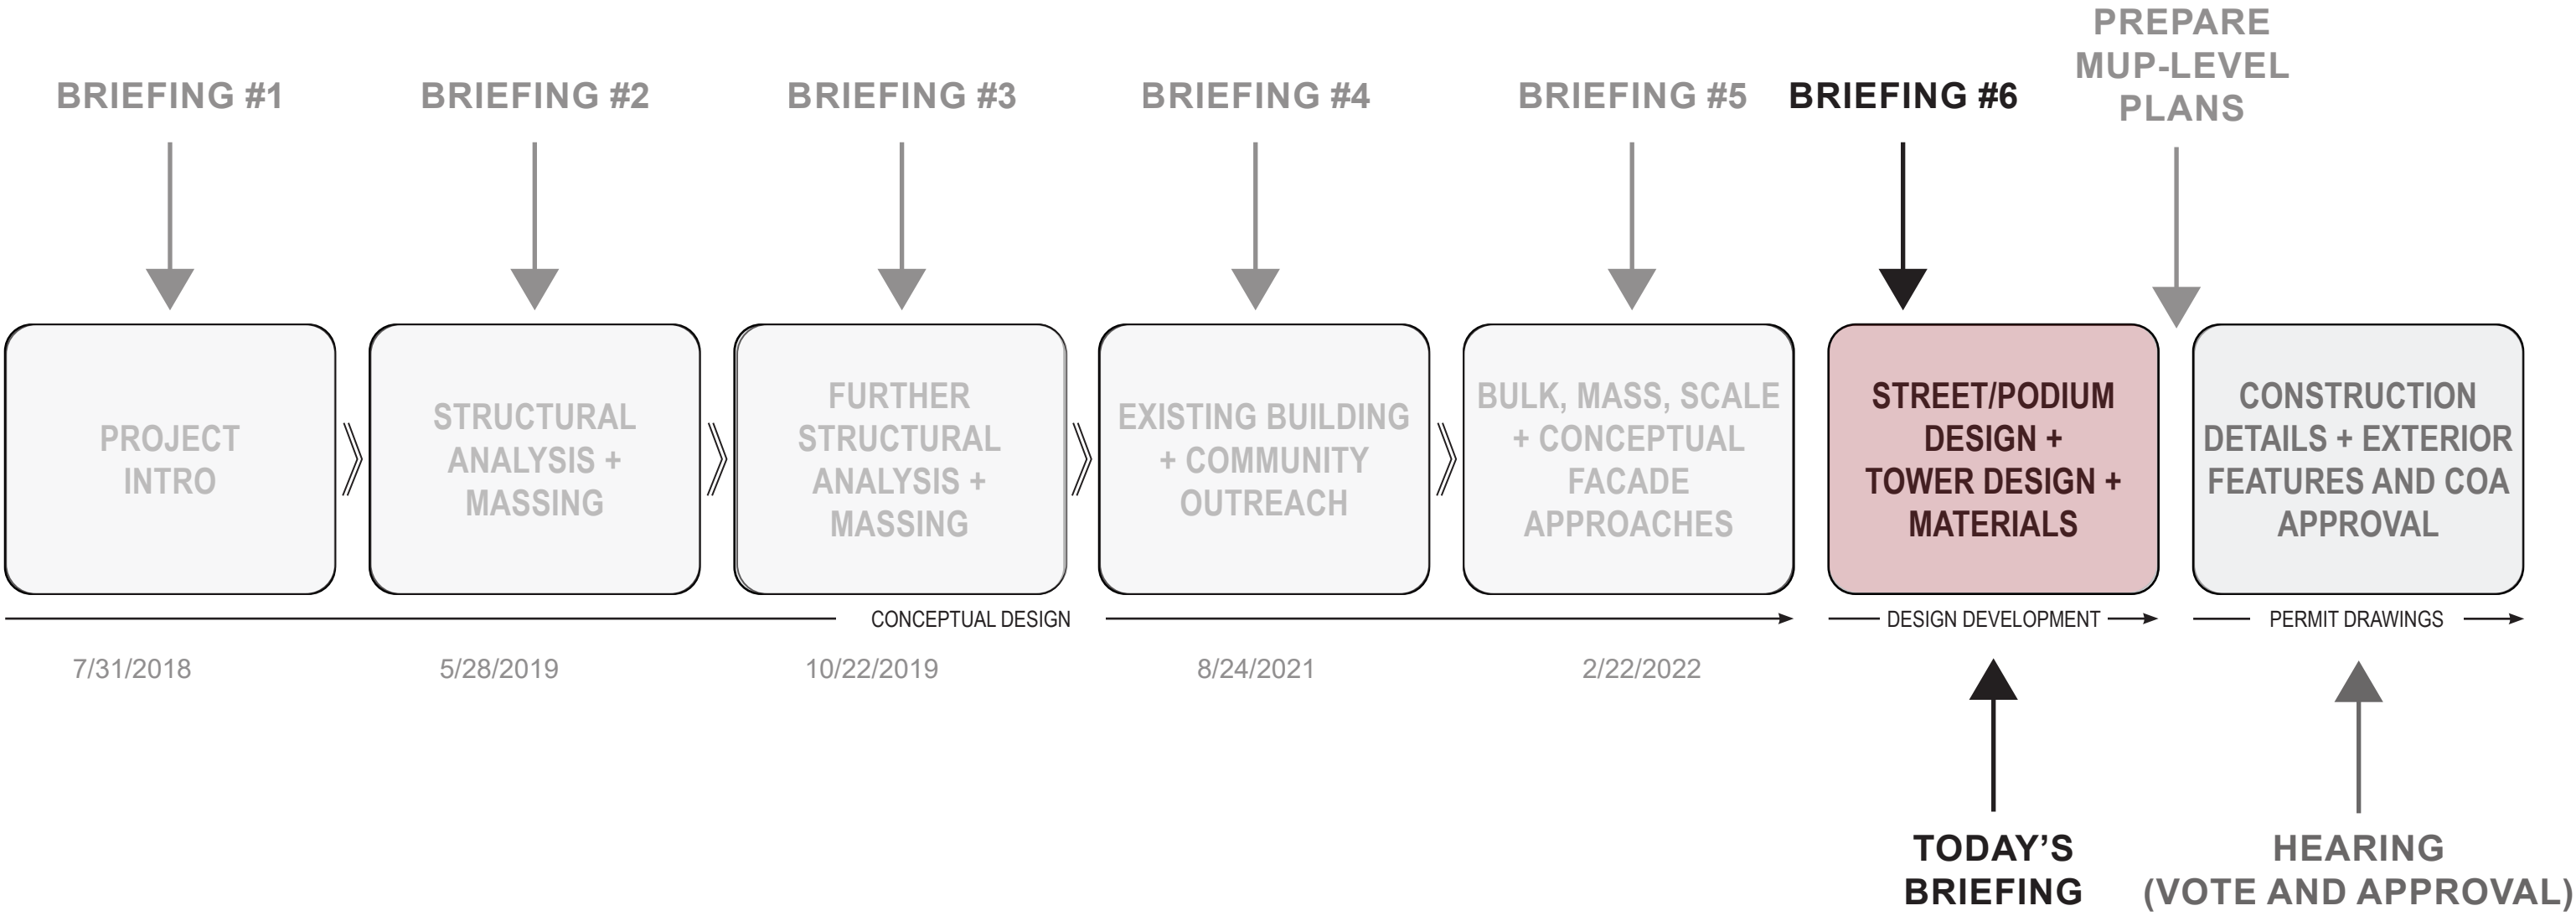 BRIEFING #1
BRIEFING #2
BRIEFING #3
BRIEFING #4
BRIEFING #5
BRIEFING #6
PREPARE
MUP-LEVEL
PLANS
PROJECT
INTRO
STRUCTURAL
ANALYSIS +
MASSING
FURTHER
STRUCTURAL
ANALYSIS +
MASSING
EXISTING BUILDING
+ COMMUNITY
OUTREACH
BULK, MASS, SCALE
+ CONCEPTUAL
FACADE
APPROACHES
STREET/PODIUM
DESIGN +
TOWER DESIGN +
MATERIALS
CONSTRUCTION
DETAILS + EXTERIOR
FEATURES AND COA
APPROVAL
CONCEPTUAL DESIGN
DESIGN DEVELOPMENT
PERMIT DRAWINGS
7/31/2018
5/28/2019
10/22/2019
8/24/2021
2/22/2022
TODAY’S
BRIEFING
HEARING
(VOTE AND APPROVAL)